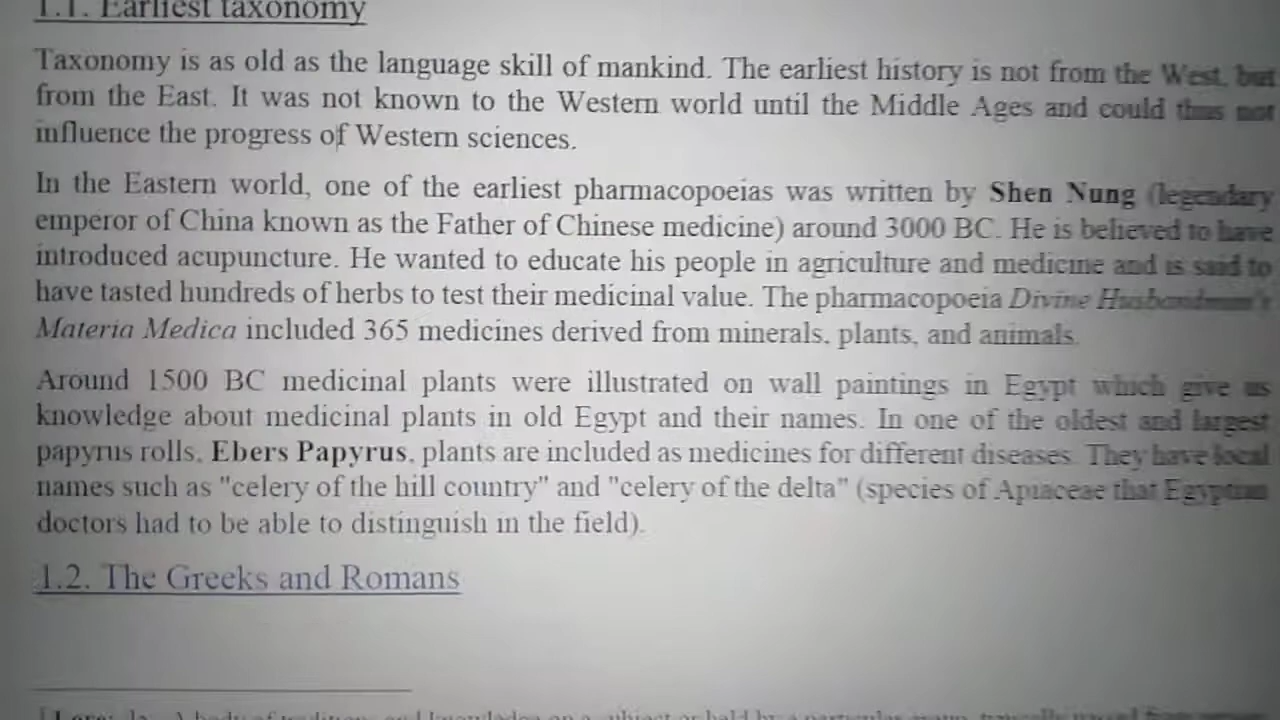 1.1. Earliest taxonomy
Taxonomy is as old as the language skill of mankind. The earliest history is not from the West, but
from the East. It was not known to the Western world until the Middle Ages and could thus not
influence the progress of Western sciences.
In the Eastern world, one of the earliest pharmacopoeias was written by Shen Nung (legendary
emperor of China known as the Father of Chinese medicine) around 3000 BC. He is believed to have
introduced acupuncture. He wanted to educate his people in agriculture and medicine and is said to
have tasted hundreds of herbs to test their medicinal value. The pharmacopoeia Divine Husbandman's
Materia Medica included 365 medicines derived from minerals, plants, and animals.
Around 1500 BC medicinal plants were illustrated on wall paintings in Egypt which give us
knowledge about medicinal plants in old Egypt and their names. In one of the oldest and largest
papyrus rolls, Ebers Papyrus, plants are included as medicines for different diseases. They have local
names such as "celery of the hill country" and "celery of the delta" (species of Apiaceae that Egyptian
doctors had to be able to distinguish in the field).
1.2. The Greeks and Romans